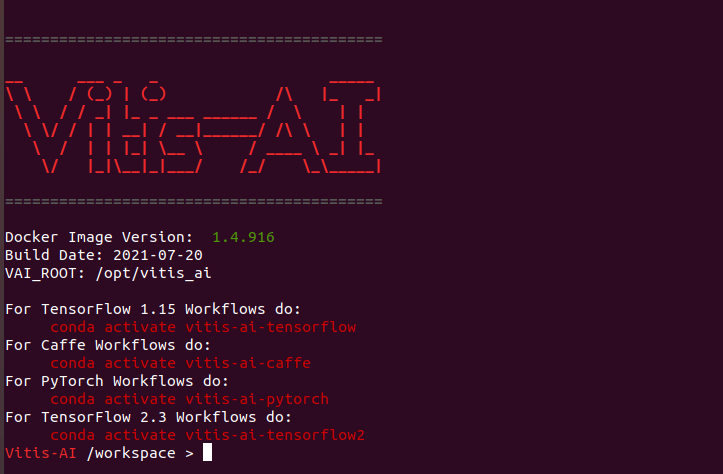 ==========================================
__      ___ _   _                   _____
\ \    / (_) | (_)            /\   |_   _|
 \ \  / / _| |_ _ ___ ______ /  \    | |
  \ \/ / | | __| / __|______/ /\ \   | |
   \  /  | | |_| \__ \     / ____ \ _| |_
    \/   |_|\__|_|___/    /_/    \_\_____|
==========================================
Docker Image Version:  1.4.916
Build Date: 2021-07-20
VAI_ROOT: /opt/vitis_ai
For TensorFlow 1.15 Workflows do:
     conda activate vitis-ai-tensorflow
For Caffe Workflows do:
     conda activate vitis-ai-caffe
For PyTorch Workflows do:
     conda activate vitis-ai-pytorch
For TensorFlow 2.3 Workflows do:
     conda activate vitis-ai-tensorflow2
Vitis-AI /workspace >